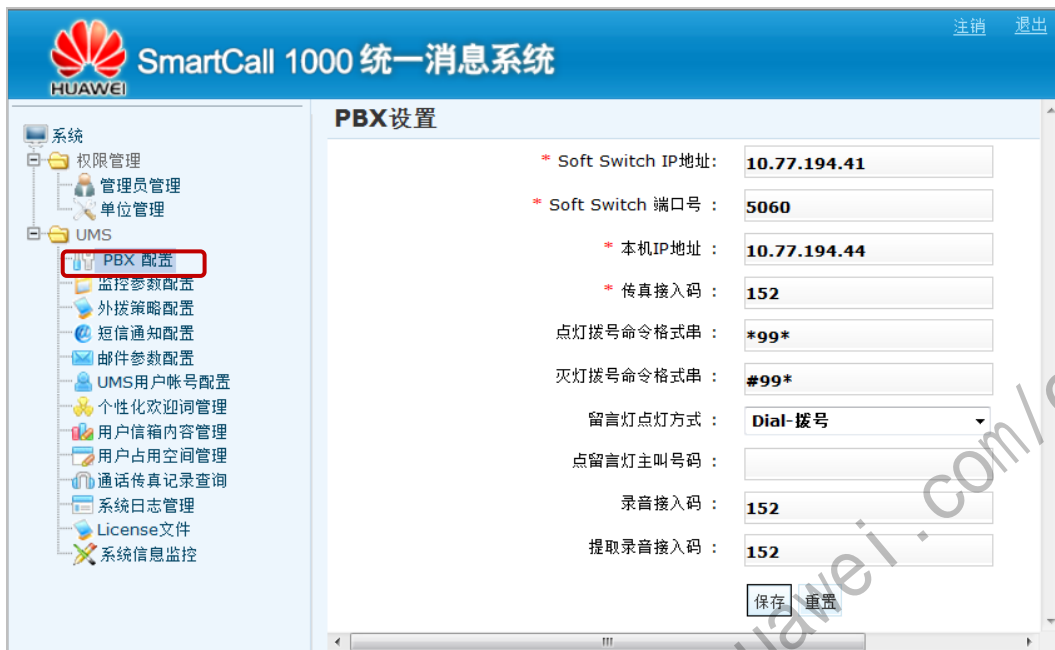 注销 退出
HUAWEI
SmartCall 1000 统一消息系统
系统
权限管理
管理员管理
单位管理
UMS
PBX 配置
监控参数配置
外拨策略配置
短信通知配置
邮件参数配置
UMS用户帐号配置
个性化欢迎词管理
用户信箱内容管理
用户占用空间管理
通话传真记录查询
系统日志管理
License文件
系统信息监控
PBX设置
* Soft Switch IP地址: 10.77.194.41
* Soft Switch 端口号 : 5060
* 本机IP地址 : 10.77.194.44
* 传真接入码 : 152
点灯拨号命令格式串 : *99*
灭灯拨号命令格式串 : #99*
留言灯点灯方式 : Dial-拨号
点留言灯主叫号码 :
录音接入码 : 152
提取录音接入码 : 152
保存 重置
uawei.com/